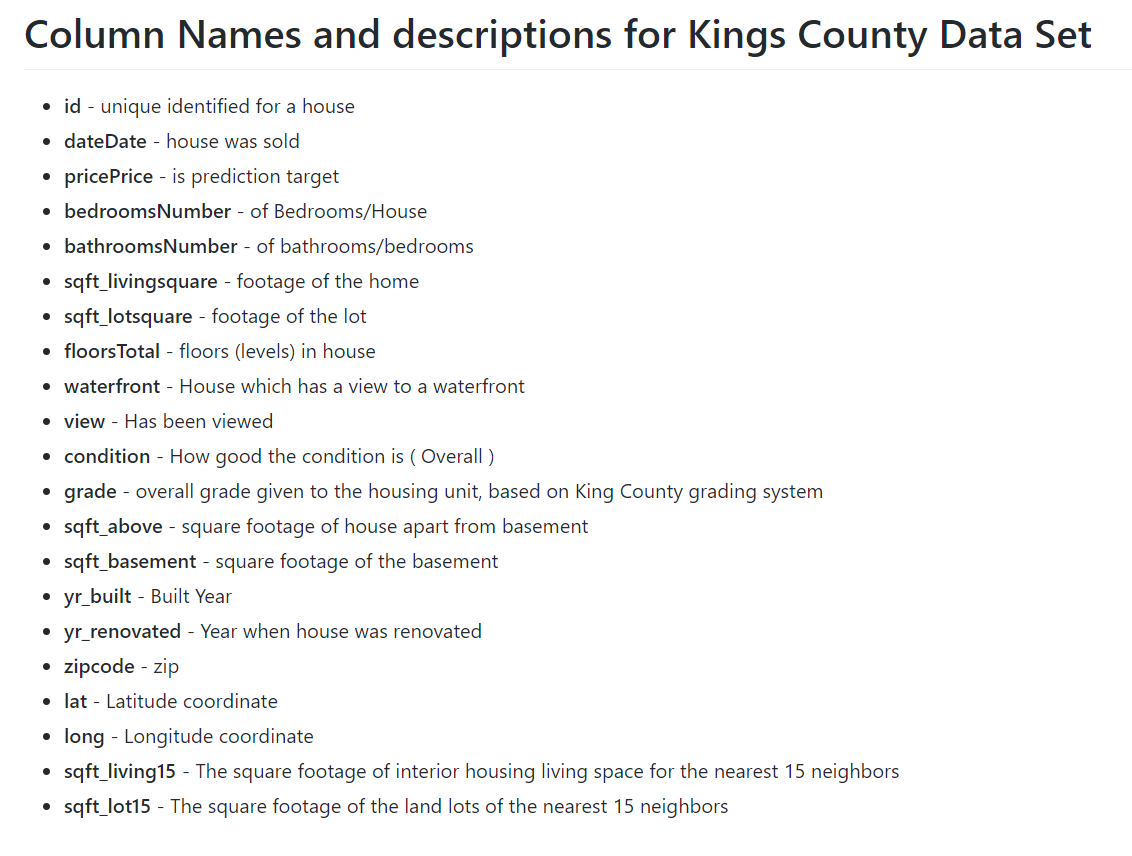 Column Names and descriptions for Kings County Data Set
• id - unique identified for a house
• dateDate - house was sold
• pricePrice - is prediction target
• bedroomsNumber - of Bedrooms/House
• bathroomsNumber - of bathrooms/bedrooms
• sqft_livingsquare - footage of the home
• sqft_lotsquare - footage of the lot
• floorsTotal - floors (levels) in house
• waterfront - House which has a view to a waterfront
• view - Has been viewed
• condition - How good the condition is ( Overall )
• grade - overall grade given to the housing unit, based on King County grading system
• sqft_above - square footage of house apart from basement
• sqft_basement - square footage of the basement
• yr_built - Built Year
• yr_renovated - Year when house was renovated
• zipcode - zip
• lat - Latitude coordinate
• long - Longitude coordinate
• sqft_living15 - The square footage of interior housing living space for the nearest 15 neighbors
• sqft_lot15 - The square footage of the land lots of the nearest 15 neighbors